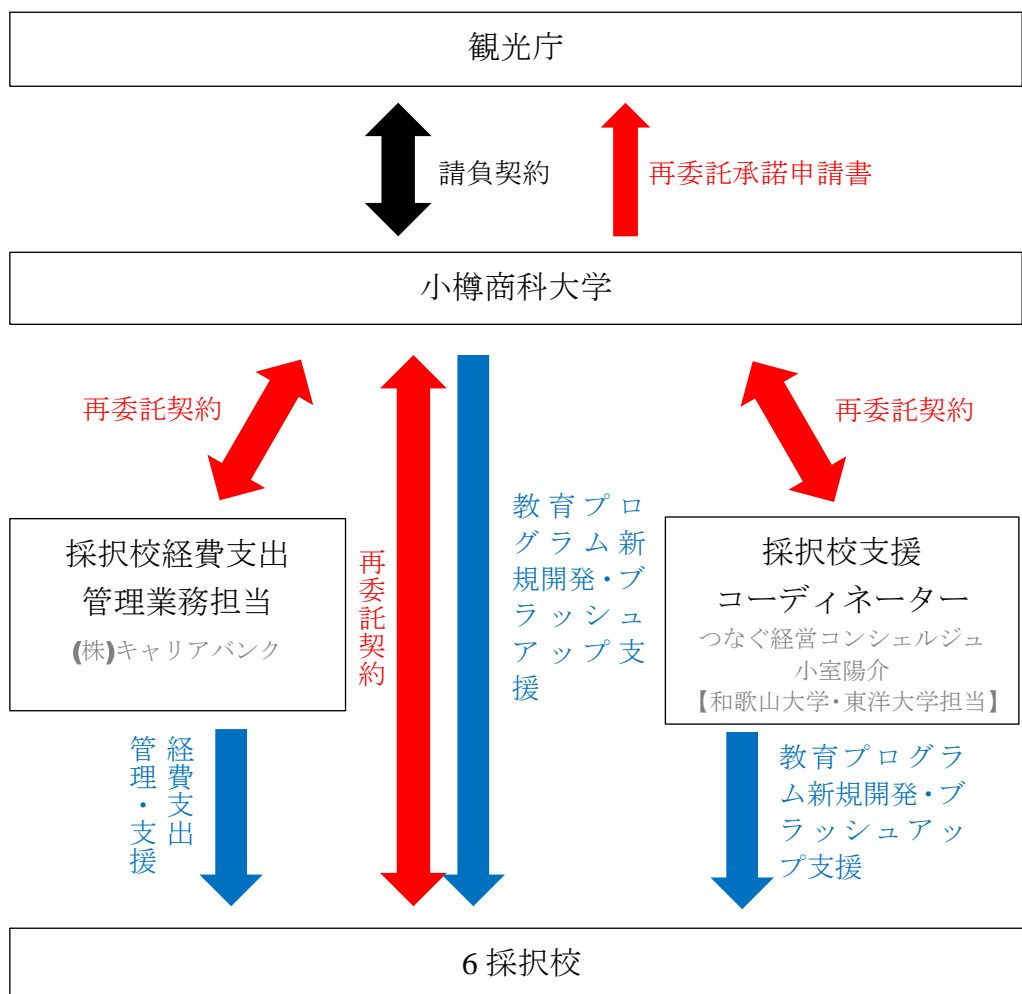 観光庁
請負契約
再委託承諾申請書
小樽商科大学
再委託契約
再委託契約
採択校経費支出
管理業務担当
(株)キャリアバンク
再委託契約
教育プロ
グラム新
規開発・ブ
ラッシュ
アップ支
援
採択校支援
コーディネーター
つなぐ経営コンシェルジュ
小室陽介
【和歌山大学・東洋大学担当】
経費支出
管理・支援
教育プログラ
ム新規開発・ブ
ラッシュアッ
プ支援
6 採択校